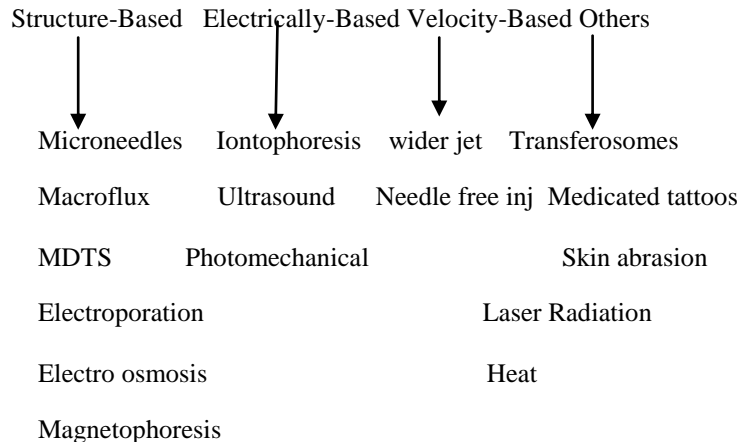 Structure-Based Electrically-Based Velocity-Based Others
Microneedles Iontophoresis wider jet Transferosomes
Macroflux Ultrasound Needle free inj Medicated tattoos
MDTS Photomechanical Skin abrasion
Electroporation Laser Radiation
Electro osmosis Heat
Magnetophoresis